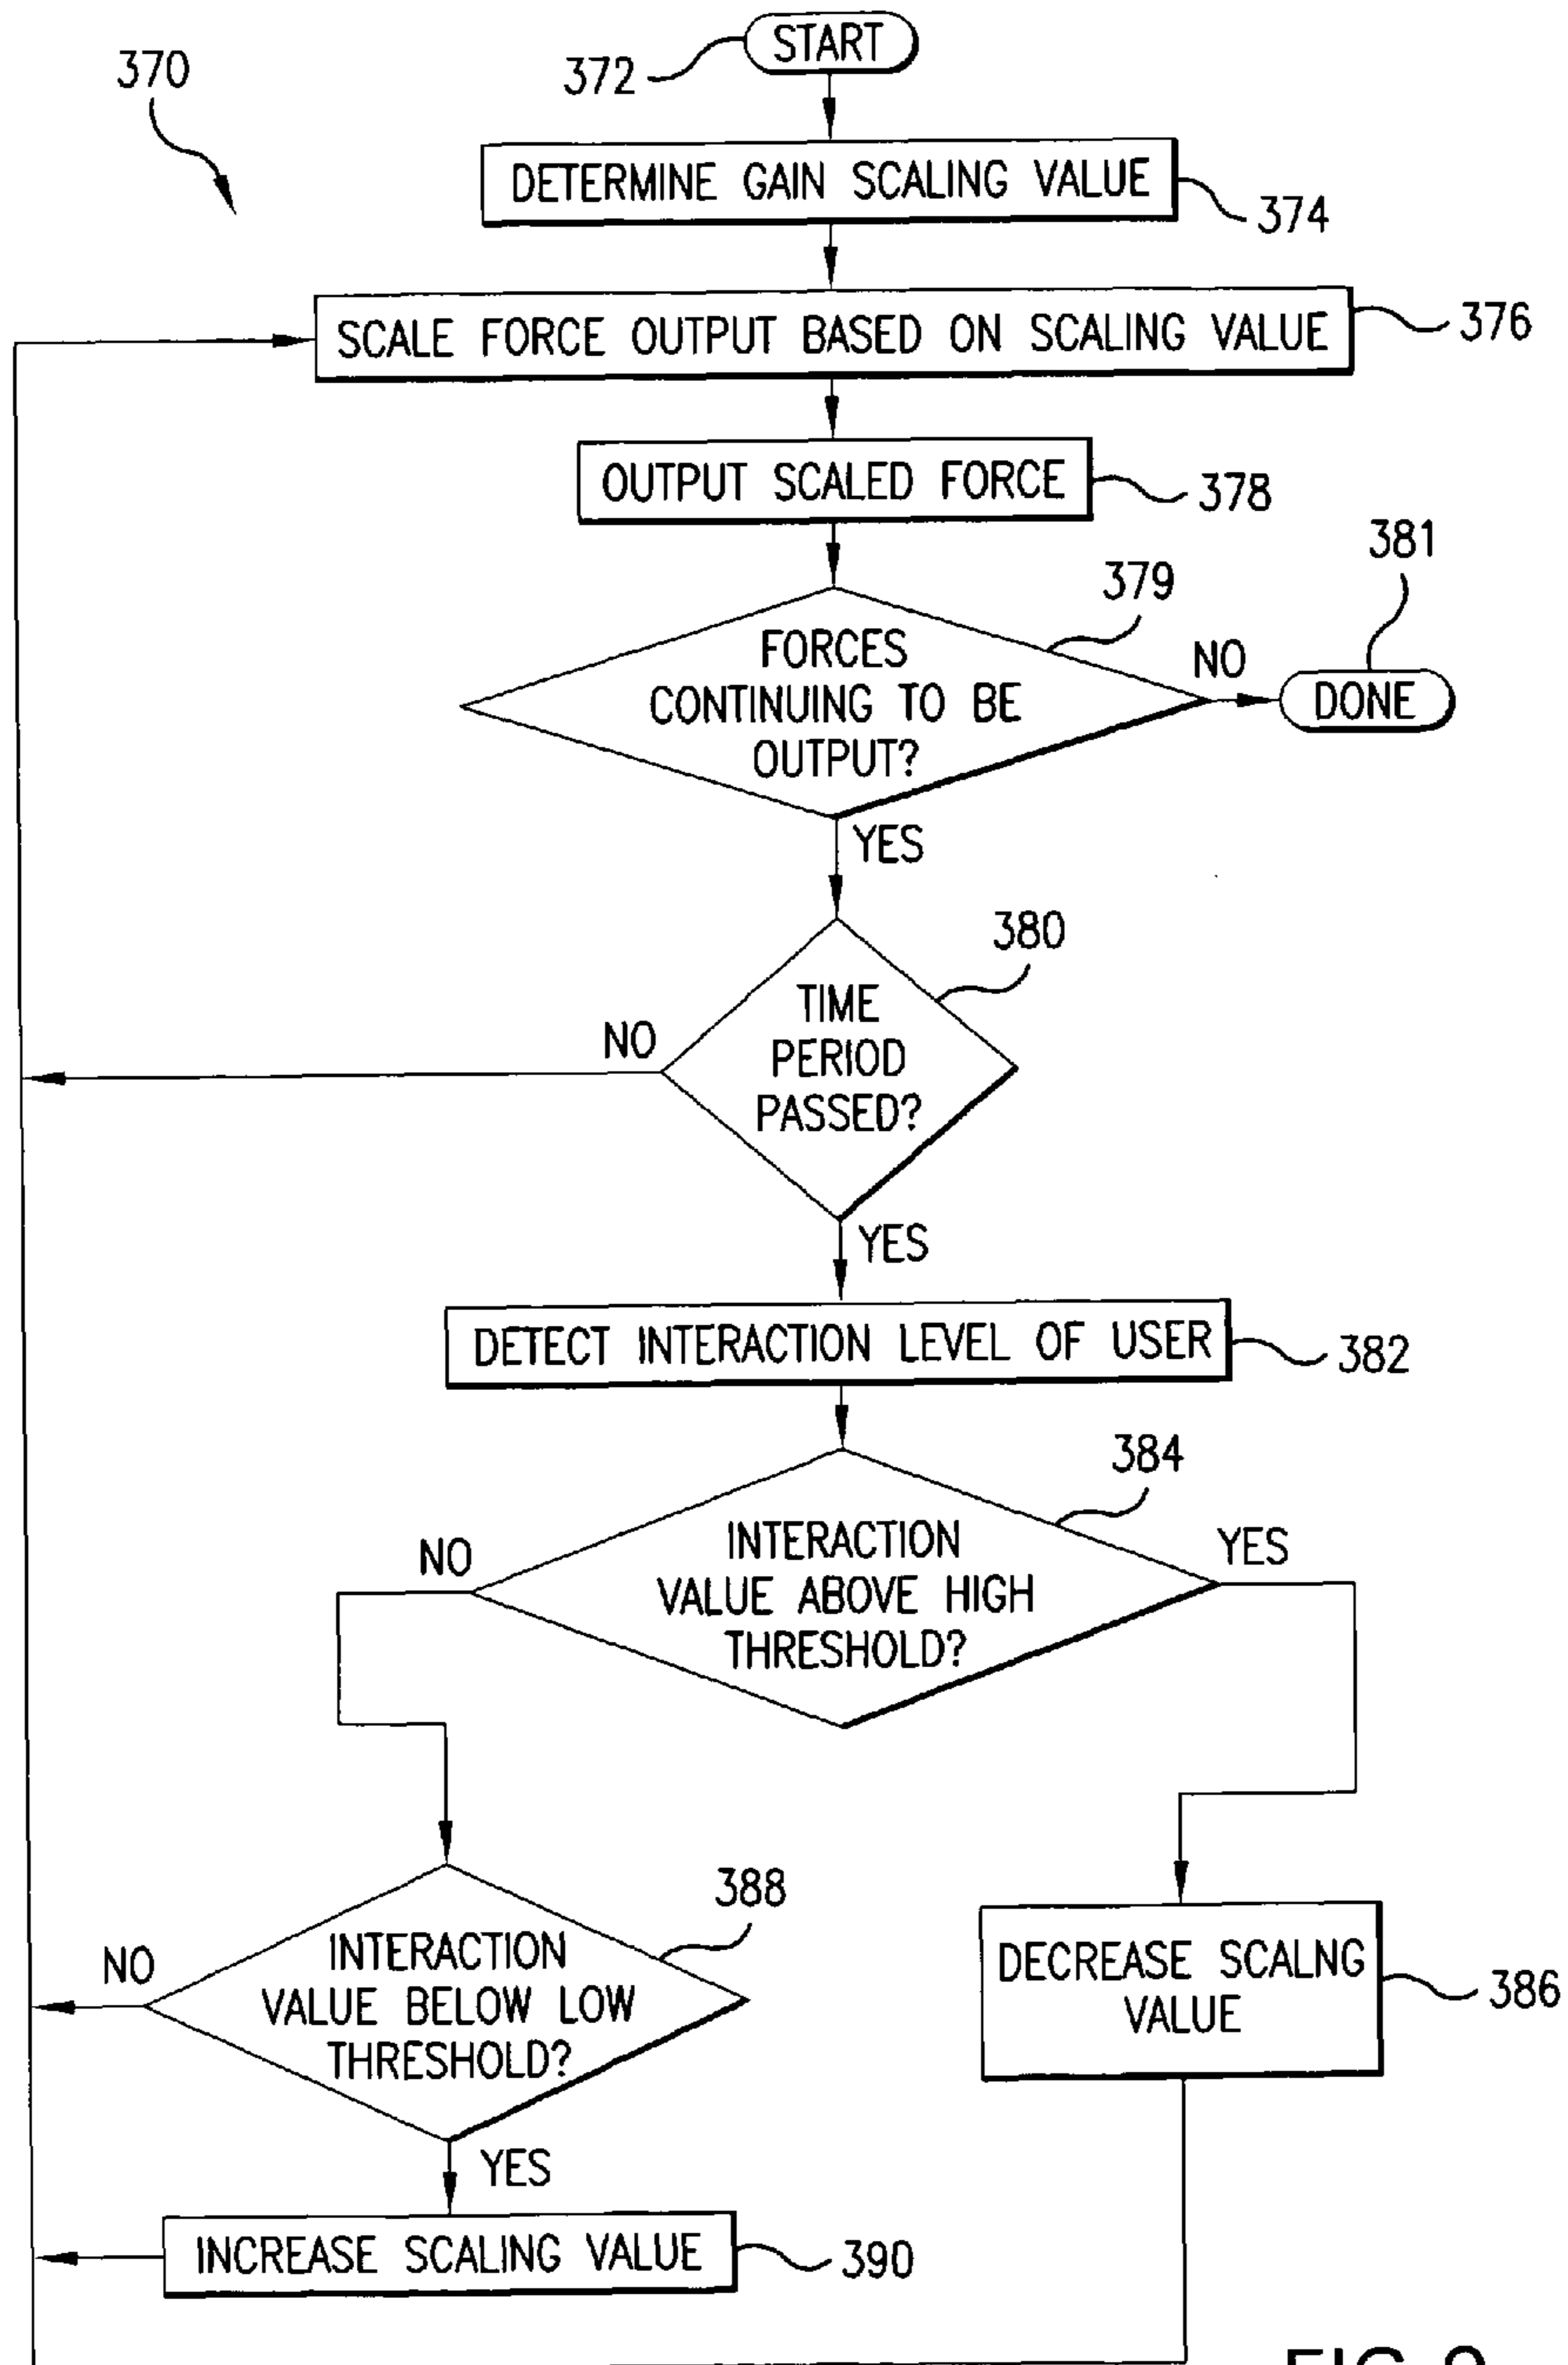 START
372
370
DETERMINE GAIN SCALING VALUE
374
SCALE FORCE OUTPUT BASED ON SCALING VALUE
376
OUTPUT SCALED FORCE
378
381
379
FORCES
CONTINUING TO BE
OUTPUT?
NO
DONE
YES
380
TIME
PERIOD
PASSED?
NO
YES
DETECT INTERACTION LEVEL OF USER
382
384
INTERACTION
VALUE ABOVE HIGH
THRESHOLD?
NO
YES
388
INTERACTION
VALUE BELOW LOW
THRESHOLD?
NO
DECREASE SCALNG
VALUE
386
YES
INCREASE SCALING VALUE
390